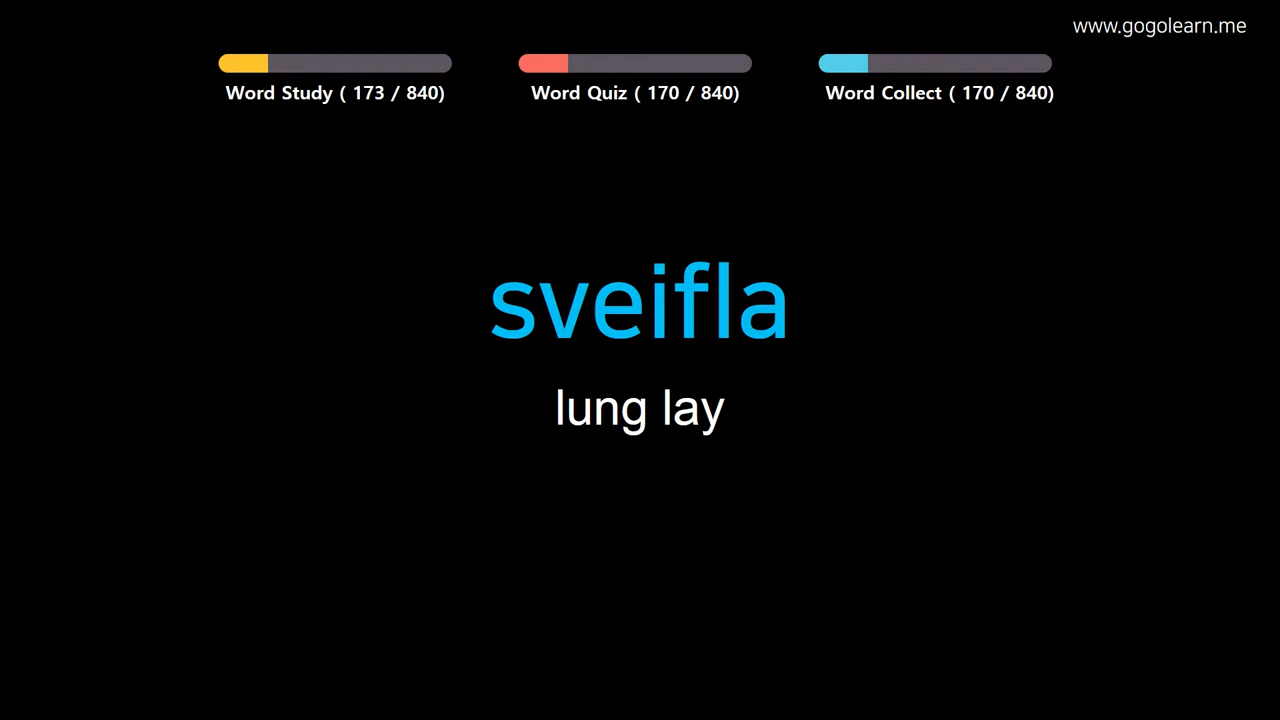 www.gogolearn.me
Word Study ( 173 / 840)
Word Quiz ( 170 / 840)
Word Collect ( 170 / 840)
sveifla
lung lay